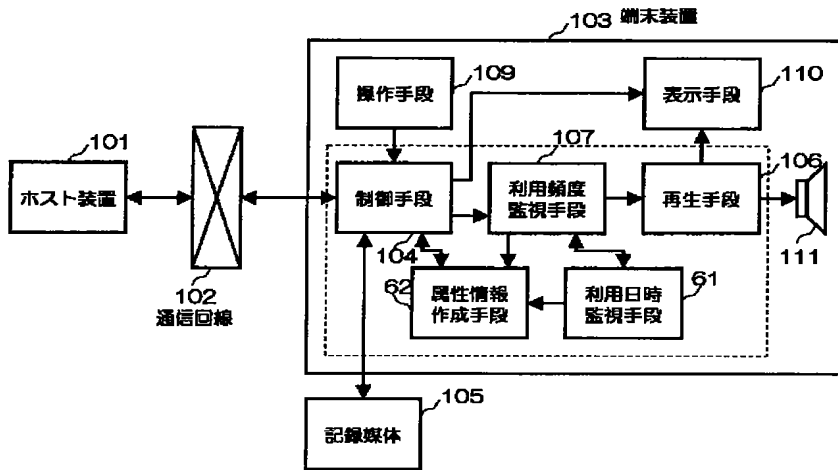 103 端末装置
109
操作手段
110
表示手段
101
ホスト装置
107
制御手段
利用頻度
監視手段
106
再生手段
104
111
102
通信回線
62
属性情報
作成手段
61
利用日時
監視手段
105
記録媒体